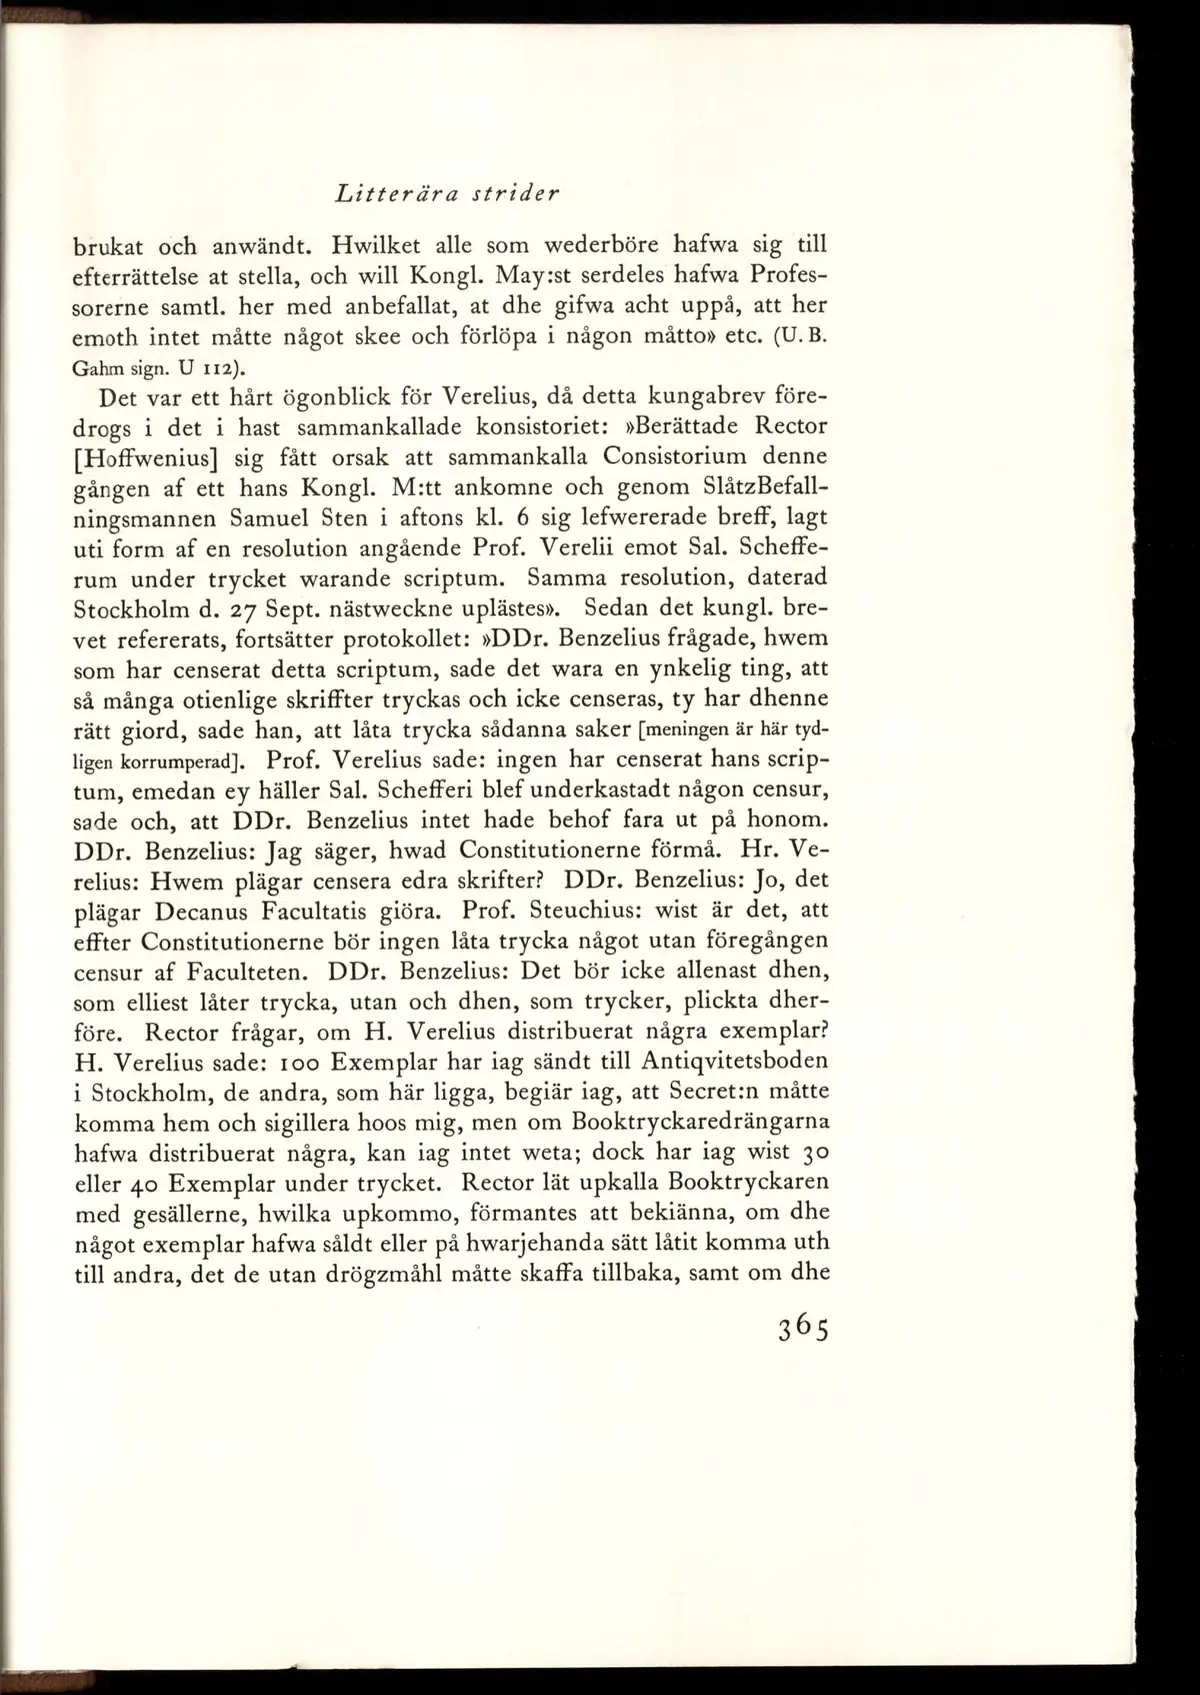 Litterära strider
brukat och anwändt. Hwilket alle som wederböre hafwa sig till
efterrättelse at stella, och will Kongl. May:st serdeles hafwa Profes-
sorerne samtl. her med anbefallat, at dhe gifwa acht uppå, att her
emoth intet måtte något skee och förlöpa i någon måtto» etc. (U. B.
Gahm sign. U 112).
Det var ett hårt ögonblick för Verelius, då detta kungabrev före-
drogs i det i hast sammankallade konsistoriet: »Berättade Rector
[Hoffwenius] sig fått orsak att sammankalla Consistorium denne
gången af ett hans Kongl. M:tt ankomne och genom SlåtzBefall-
ningsmannen Samuel Sten i aftons kl. 6 sig lefwererade breff, lagt
uti form af en resolution angående Prof. Verelii emot Sal. Scheffe-
rum under trycket warande scriptum. Samma resolution, daterad
Stockholm d. 27 Sept. nästweckne uplästes». Sedan det kungl. bre-
vet refererats, fortsätter protokollet: »DDr. Benzelius frågade, hwem
som har censerat detta scriptum, sade det wara en ynkelig ting, att
så många otienlige skriffter tryckas och icke censeras, ty har dhenne
rätt giord, sade han, att låta trycka sådanna saker [meningen är här tyd-
ligen korrumperad]. Prof. Verelius sade: ingen har censerat hans scrip-
tum, emedan ey häller Sal. Schefferi blef underkastadt någon censur,
sade och, att DDr. Benzelius intet hade behof fara ut på honom.
DDr. Benzelius: Jag säger, hwad Constitutionerne förmå. Hr. Ve-
relius: Hwem plägar censera edra skrifter? DDr. Benzelius: Jo, det
plägar Decanus Facultatis giöra. Prof. Steuchius: wist är det, att
effter Constitutionerne bör ingen låta trycka något utan föregången
censur af Faculteten. DDr. Benzelius: Det bör icke allenast dhen,
som elliest låter trycka, utan och dhen, som trycker, plickta dher-
före. Rector frågar, om H. Verelius distribuerat några exemplar?
H. Verelius sade: 100 Exemplar har iag sändt till Antiqvitetsboden
i Stockholm, de andra, som här ligga, begiär iag, att Secret:n måtte
komma hem och sigillera hoos mig, men om Booktryckaredrängarna
hafwa distribuerat några, kan iag intet weta; dock har iag wist 30
eller 40 Exemplar under trycket. Rector lät upkalla Booktryckaren
med gesällerne, hwilka upkommo, förmantes att bekiänna, om dhe
något exemplar hafwa såldt eller på hwarjehanda sätt låtit komma uth
till andra, det de utan drögzmåhl måtte skaffa tillbaka, samt om dhe
365